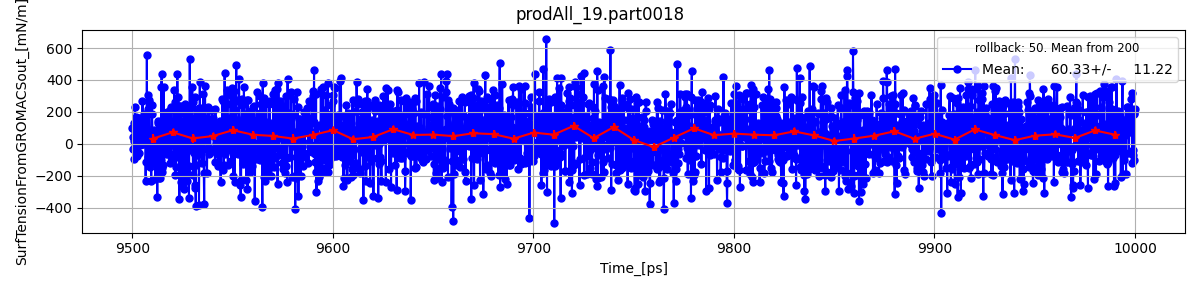 prodAll_19.part0018
SurfTensionFromGROMACSout_[mN/m]
600
400
200
0
−200
−400
rollback: 50. Mean from 200
Mean: 60.33+/- 11.22
9500 9600 9700 9800 9900 10000
Time_[ps]